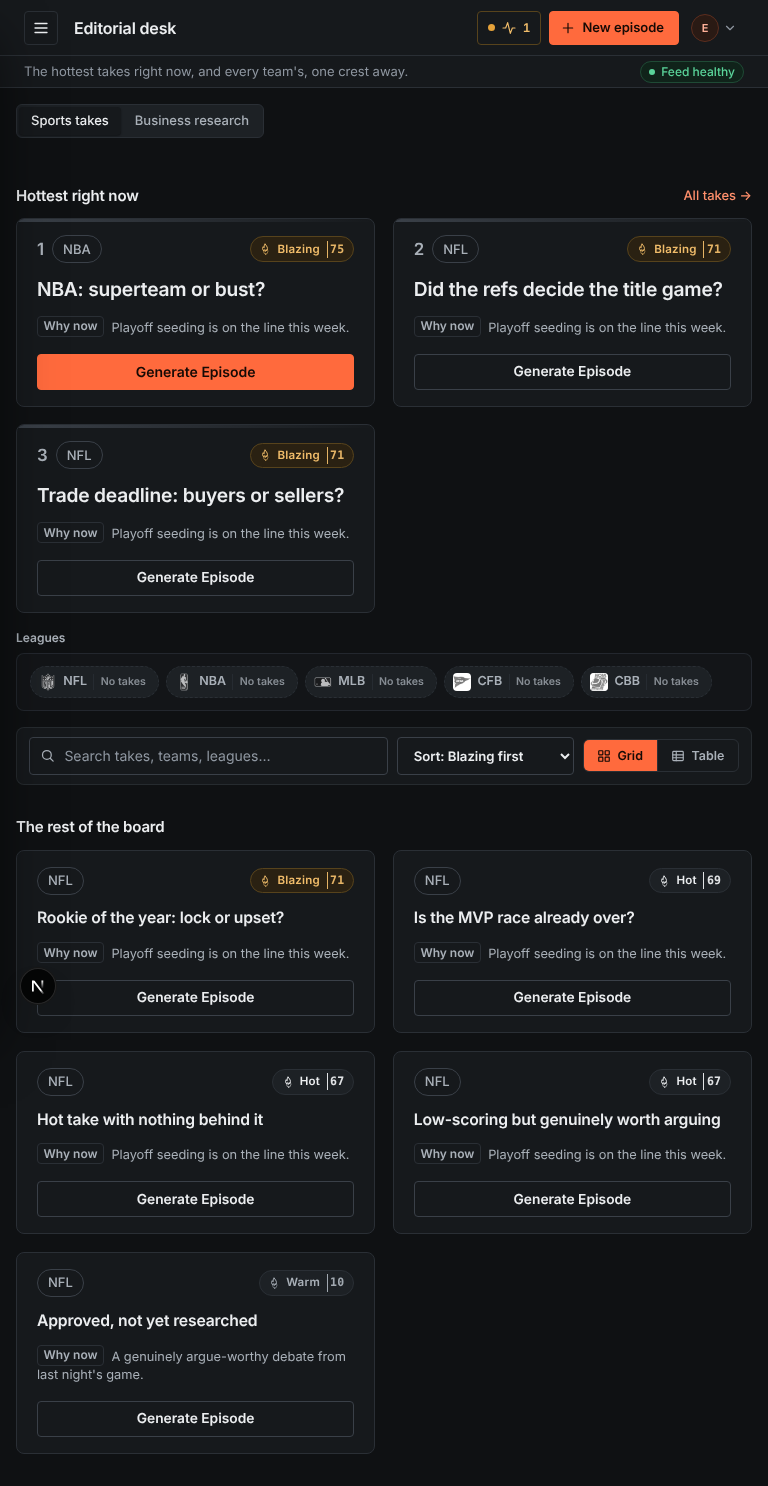 Editorial desk
1
New episode
E
The hottest takes right now, and every team's, one crest away.
Feed healthy
Sports takes
Business research
Hottest right now
All takes →
1 NBA Blazing 75
NBA: superteam or bust?
Why now Playoff seeding is on the line this week.
Generate Episode
2 NFL Blazing 71
Did the refs decide the title game?
Why now Playoff seeding is on the line this week.
Generate Episode
3 NFL Blazing 71
Trade deadline: buyers or sellers?
Why now Playoff seeding is on the line this week.
Generate Episode
Leagues
NFL No takes NBA No takes MLB No takes CFB No takes CBB No takes
Search takes, teams, leagues...
Sort: Blazing first
Grid
Table
The rest of the board
NFL Blazing 71
Rookie of the year: lock or upset?
Why now Playoff seeding is on the line this week.
Generate Episode
NFL Hot 69
Is the MVP race already over?
Why now Playoff seeding is on the line this week.
Generate Episode
N
NFL Hot 67
Hot take with nothing behind it
Why now Playoff seeding is on the line this week.
Generate Episode
NFL Hot 67
Low-scoring but genuinely worth arguing
Why now Playoff seeding is on the line this week.
Generate Episode
NFL Warm 10
Approved, not yet researched
Why now A genuinely argue-worthy debate from
last night's game.
Generate Episode